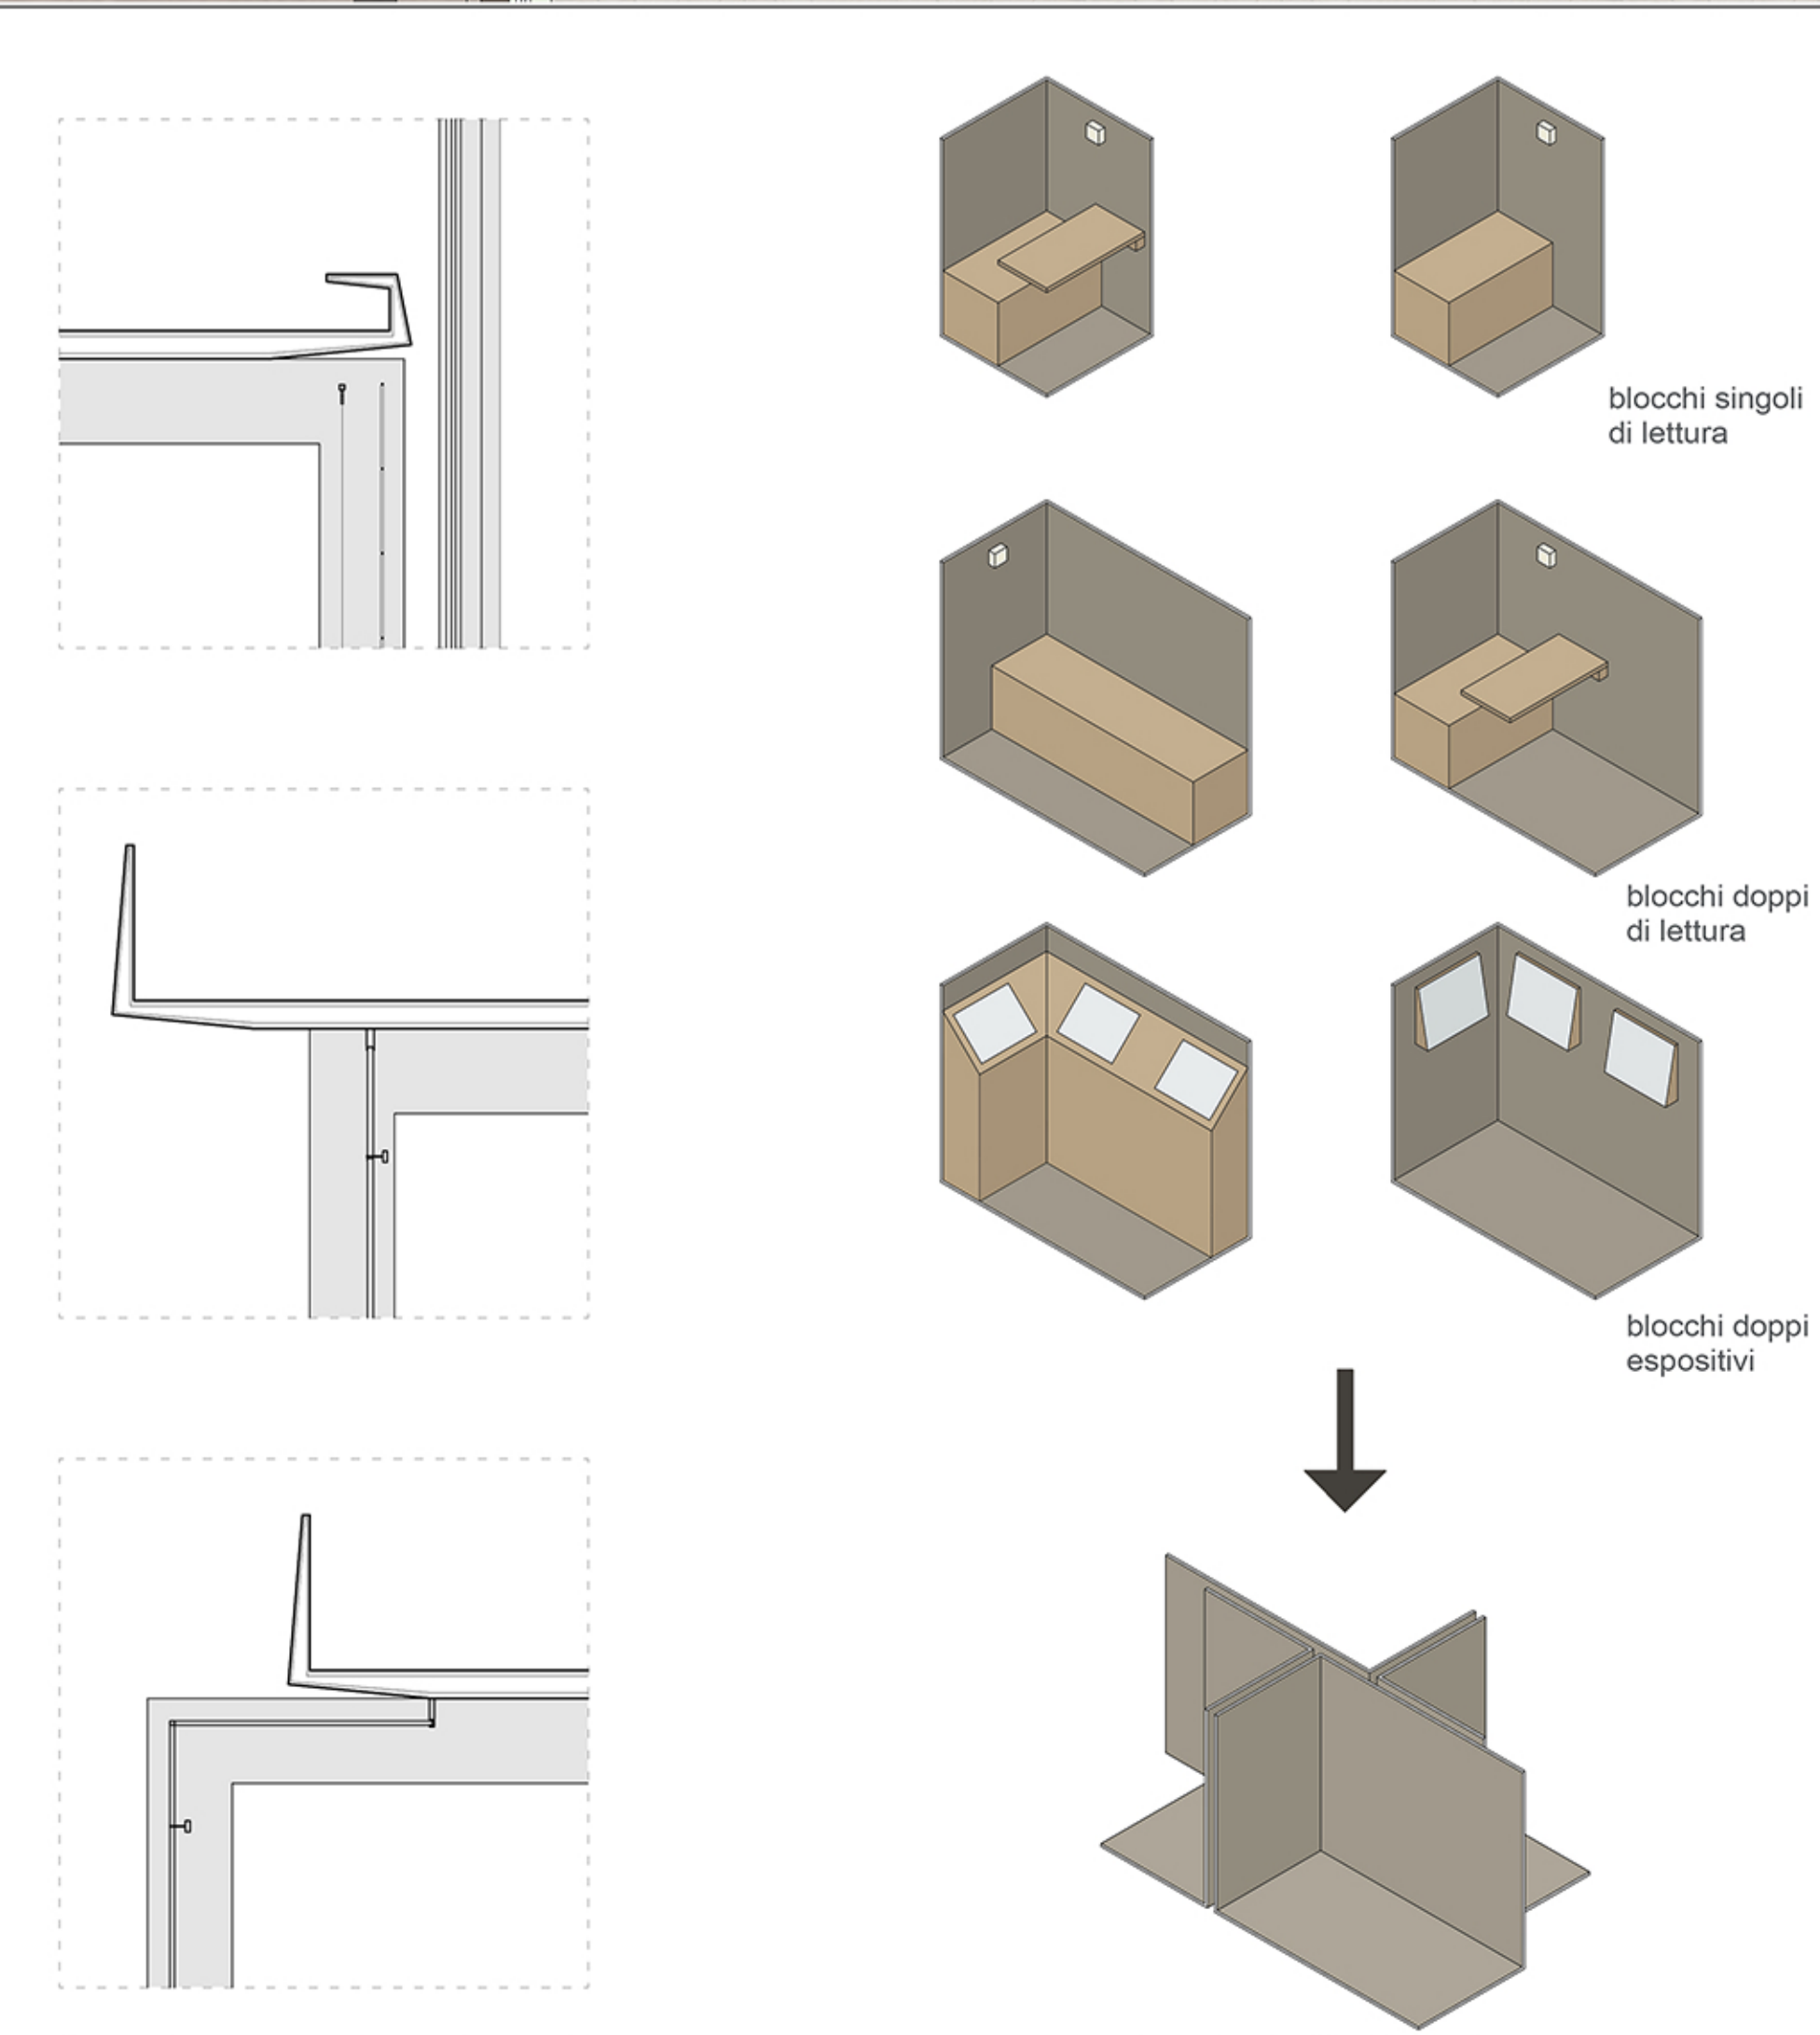 blocchi singoli
di lettura
blocchi doppi
di lettura
blocchi doppi
espositivi